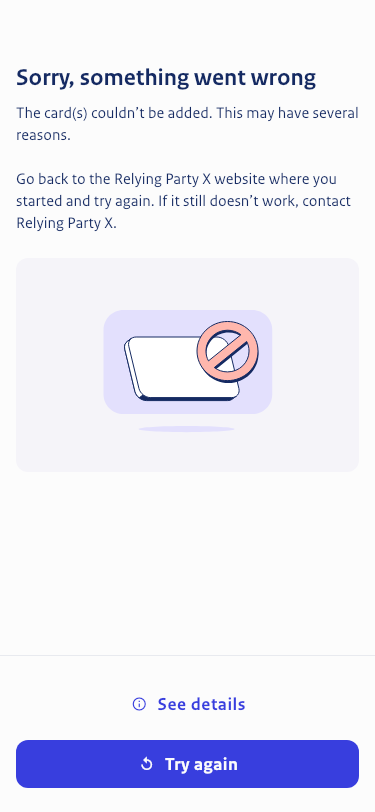 Sorry, something went wrong
The card(s) couldn’t be added. This may have several
reasons.
Go back to the Relying Party X website where you
started and try again. If it still doesn’t work, contact
Relying Party X.
See details
Try again